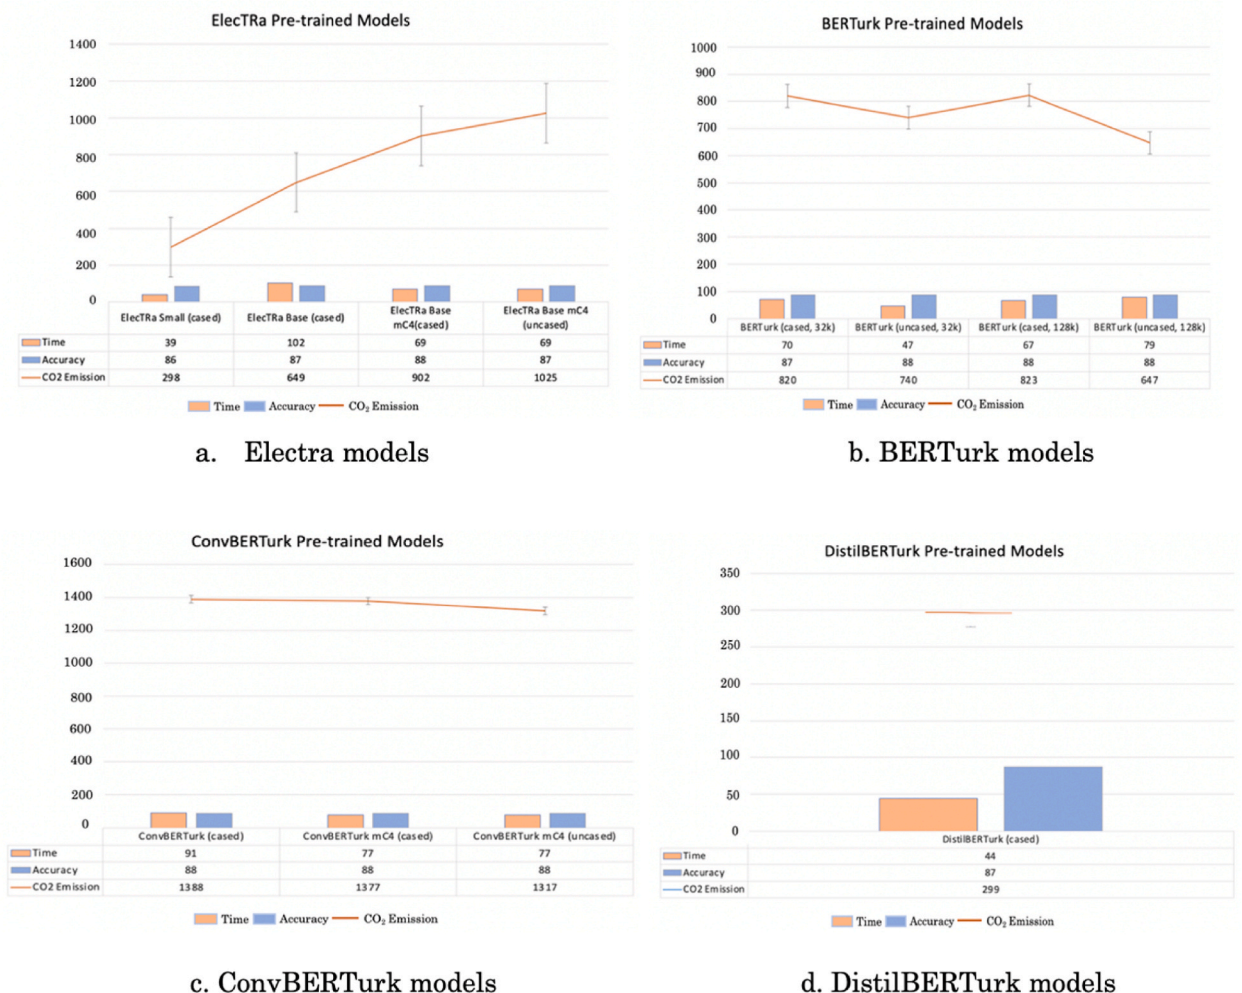 ElecTRa Pre-trained Models
1400
1200
1000
800
600
400
200
0
ElecTRa Small (cased) ElecTRa Base (cased) ElecTRa Base mC4(cased) ElecTRa Base mC4 (uncased)
Time 39 102 69 69
Accuracy 86 87 88 87
CO2 Emission 298 649 902 1025
Time Accuracy CO₂ Emission
a. Electra models
BERTurk Pre-trained Models
1000
900
800
700
600
500
400
300
200
100
0
BERTurk (cased, 32k) BERTurk (uncased, 32k) BERTurk (cased, 128k) BERTurk (uncased, 128k)
Time 70 47 67 79
Accuracy 87 88 88 88
CO2 Emission 820 740 823 647
Time Accuracy CO₂ Emission
b. BERTurk models
ConvBERTurk Pre-trained Models
1600
1400
1200
1000
800
600
400
200
0
ConvBERTurk (cased) ConvBERTurk mC4 (cased) ConvBERTurk mC4 (uncased)
Time 91 77 77
Accuracy 88 88 88
CO2 Emission 1388 1377 1317
Time Accuracy CO₂ Emission
c. ConvBERTurk models
DistilBERTurk Pre-trained Models
350
300
250
200
150
100
50
0
DistilBERTurk (cased)
Time 44
Accuracy 87
CO2 Emission 299
Time Accuracy CO₂ Emission
d. DistilBERTurk models